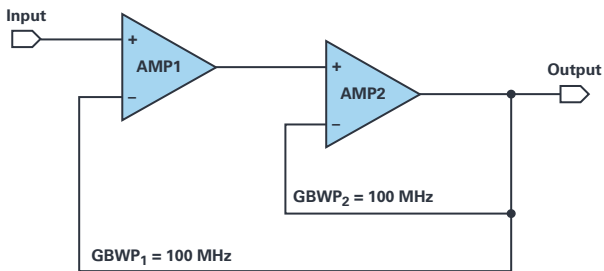 Input
+
AMP1
−
+
AMP2
−
Output
GBWP₂ = 100 MHz
GBWP₁ = 100 MHz